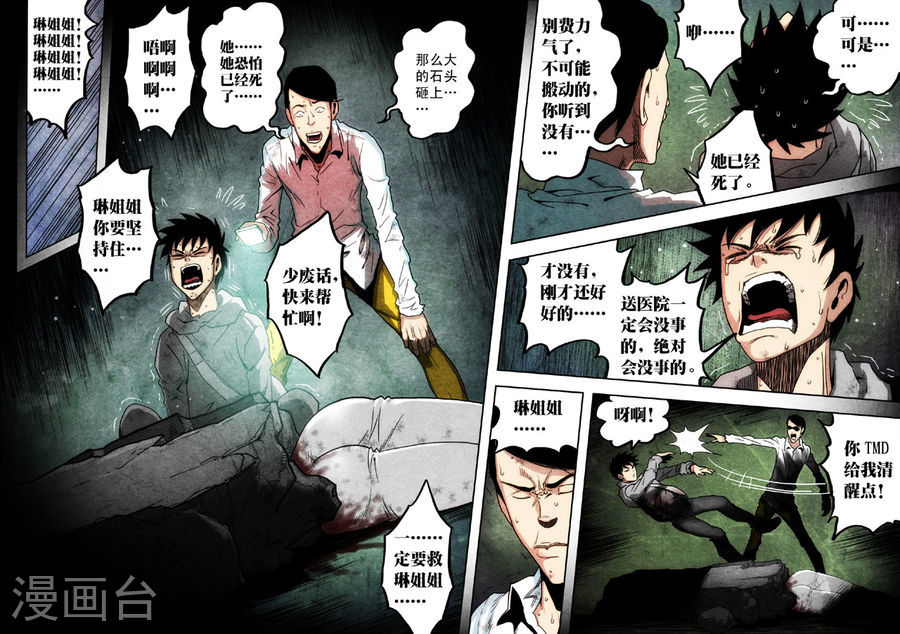 琳姐姐!
琳姐姐!
琳姐姐!
琳姐姐!
……
唔啊
啊啊
啊…
她……
她恐怕
已经死
了……
那么大
的石头
砸上…
…
琳姐姐
你要坚
持住…
……
少废话,
快来帮
忙啊!
一……一
定要救
琳姐姐
……
别费力
气了,
不可能
搬动的,
你听到
没有…
…
咿……
可……
可是…
…
她已经
死了。
才没有,
刚才还好
好的……
送医院一
定会没事
的,绝对
会没事的。
琳姐姐
……
呀啊!
你TMD
给我清
醒点!
漫画台